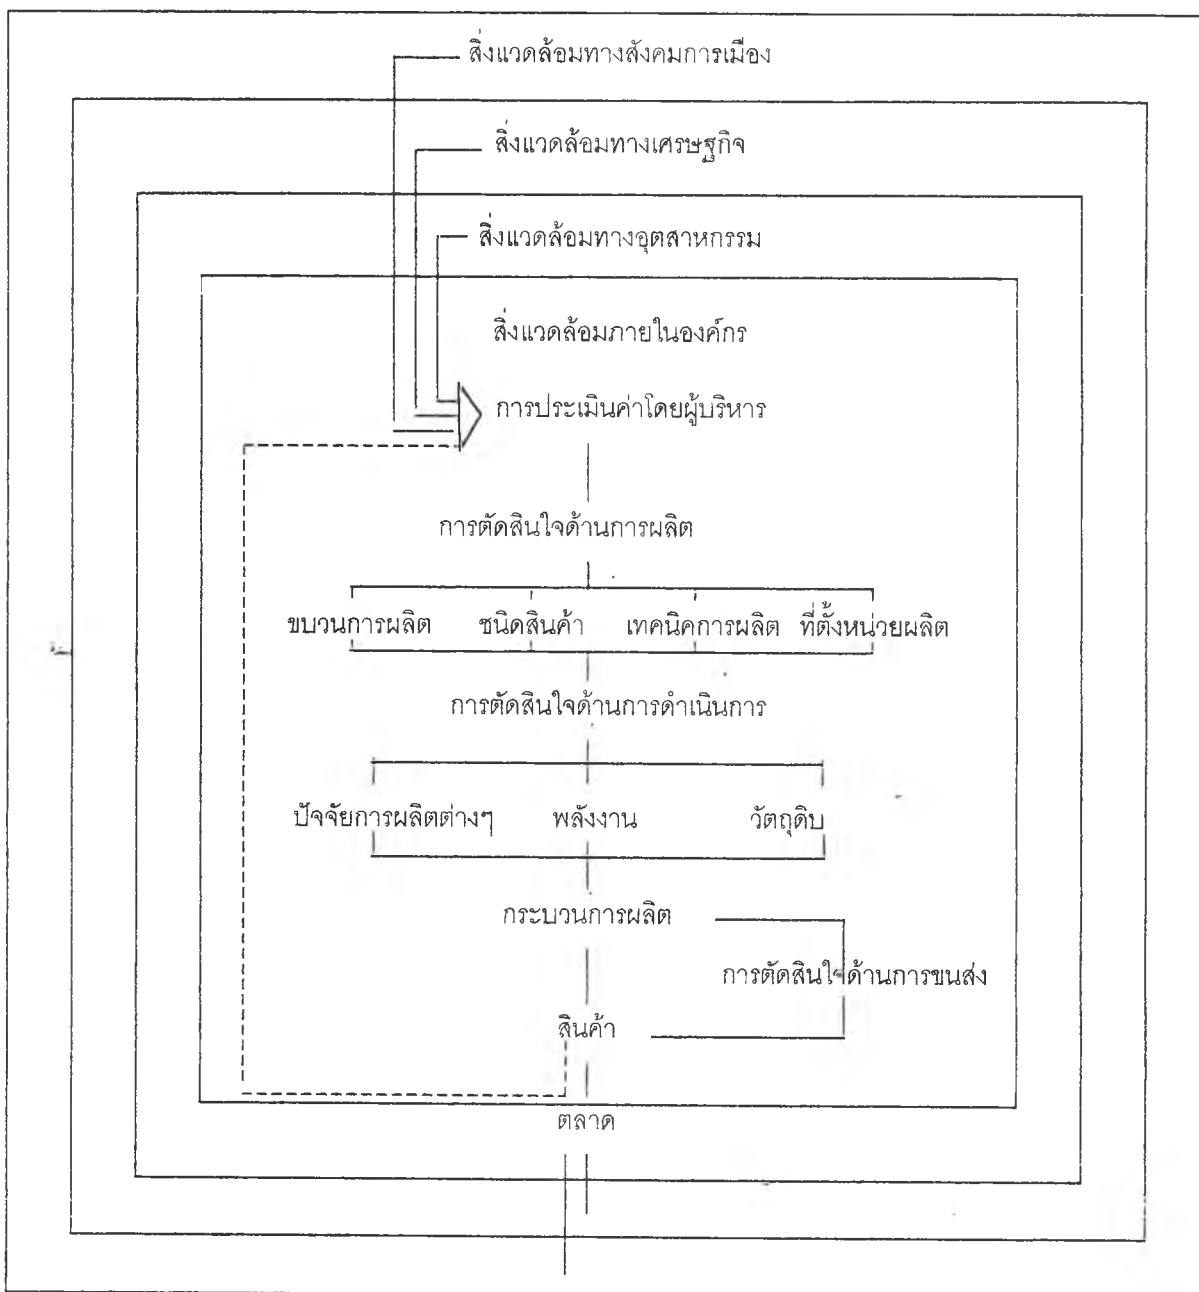 สิ่งแวดล้อมทางสังคมการเมือง
สิ่งแวดล้อมทางเศรษฐกิจ
สิ่งแวดล้อมทางอุตสาหกรรม
สิ่งแวดล้อมภายในองค์กร
การประเมินค่าโดยผู้บริหาร
การตัดสินใจด้านการผลิต
ขบวนการผลิต ชนิดสินค้า เทคนิคการผลิต ที่ตั้งหน่วยผลิต
การตัดสินใจด้านการดำเนินการ
ปัจจัยการผลิตต่างๆ พลังงาน วัตถุดิบ
กระบวนการผลิต
การตัดสินใจด้านการขนส่ง
สินค้า
ตลาด